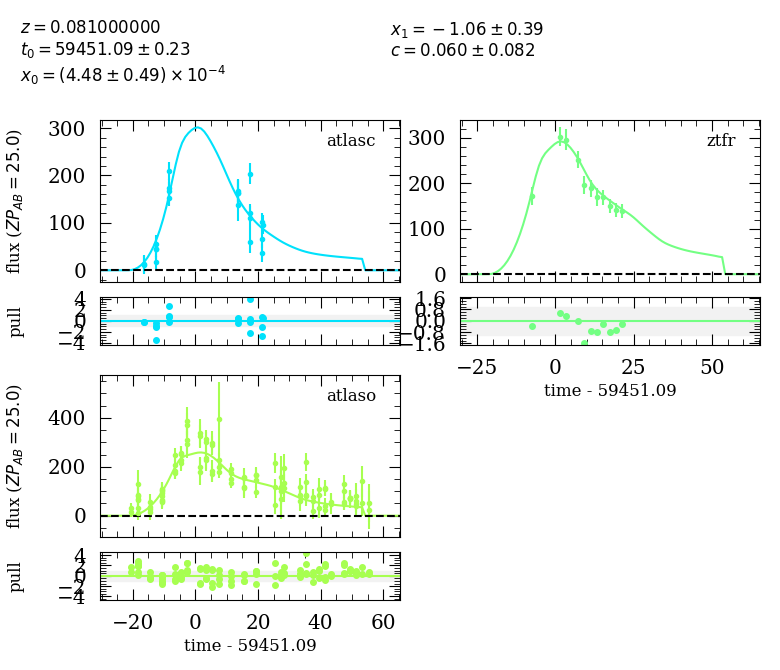 z = 0.081000000
t₀ = 59451.09 ± 0.23
x₀ = (4.48 ± 0.49) × 10⁻⁴
x₁ = −1.06 ± 0.39
c = 0.060 ± 0.082
atlasc
flux (ZP_AB = 25.0)
300
200
100
0
pull
4
2
0
−2
−4
ztfr
300
200
100
0
1.6
0.8
0.0
−0.8
−1.6
−25 0 25 50
time - 59451.09
atlaso
flux (ZP_AB = 25.0)
400
200
0
pull
4
2
0
−2
−4
−20 0 20 40 60
time - 59451.09